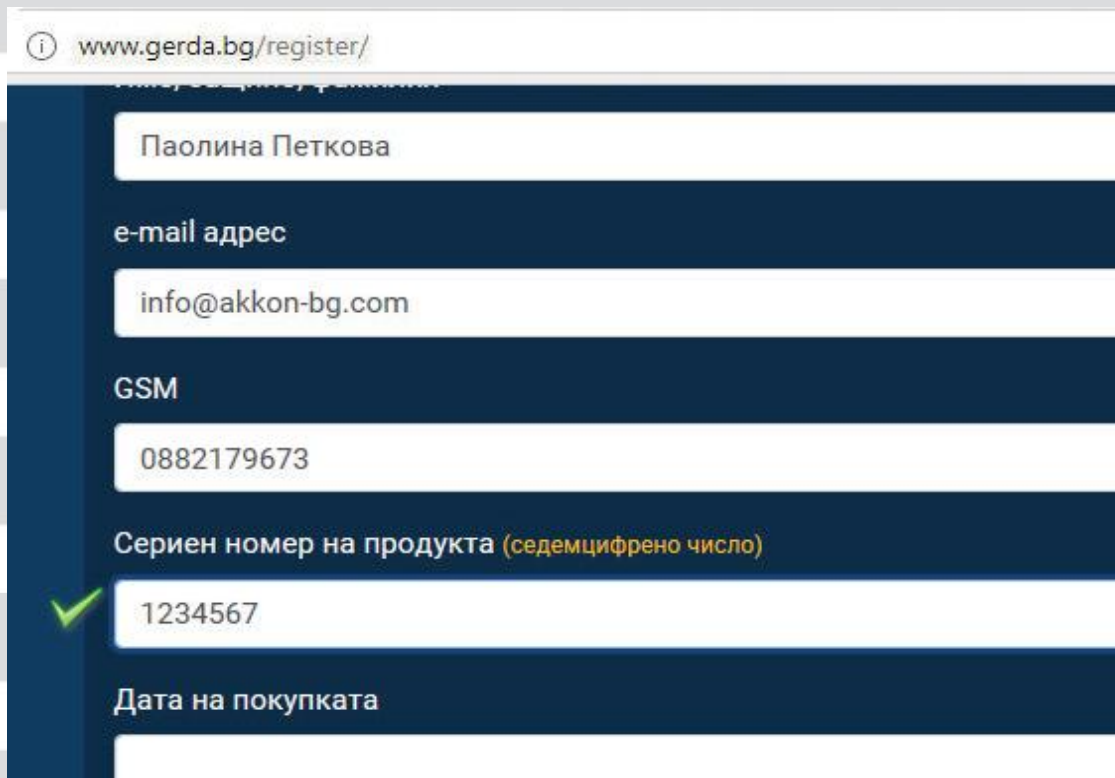 www.gerda.bg/register/
Паолина Петкова
e-mail адрес
info@akkon-bg.com
GSM
0882179673
Сериен номер на продукта (седемцифрено число)
1234567
Дата на покупката